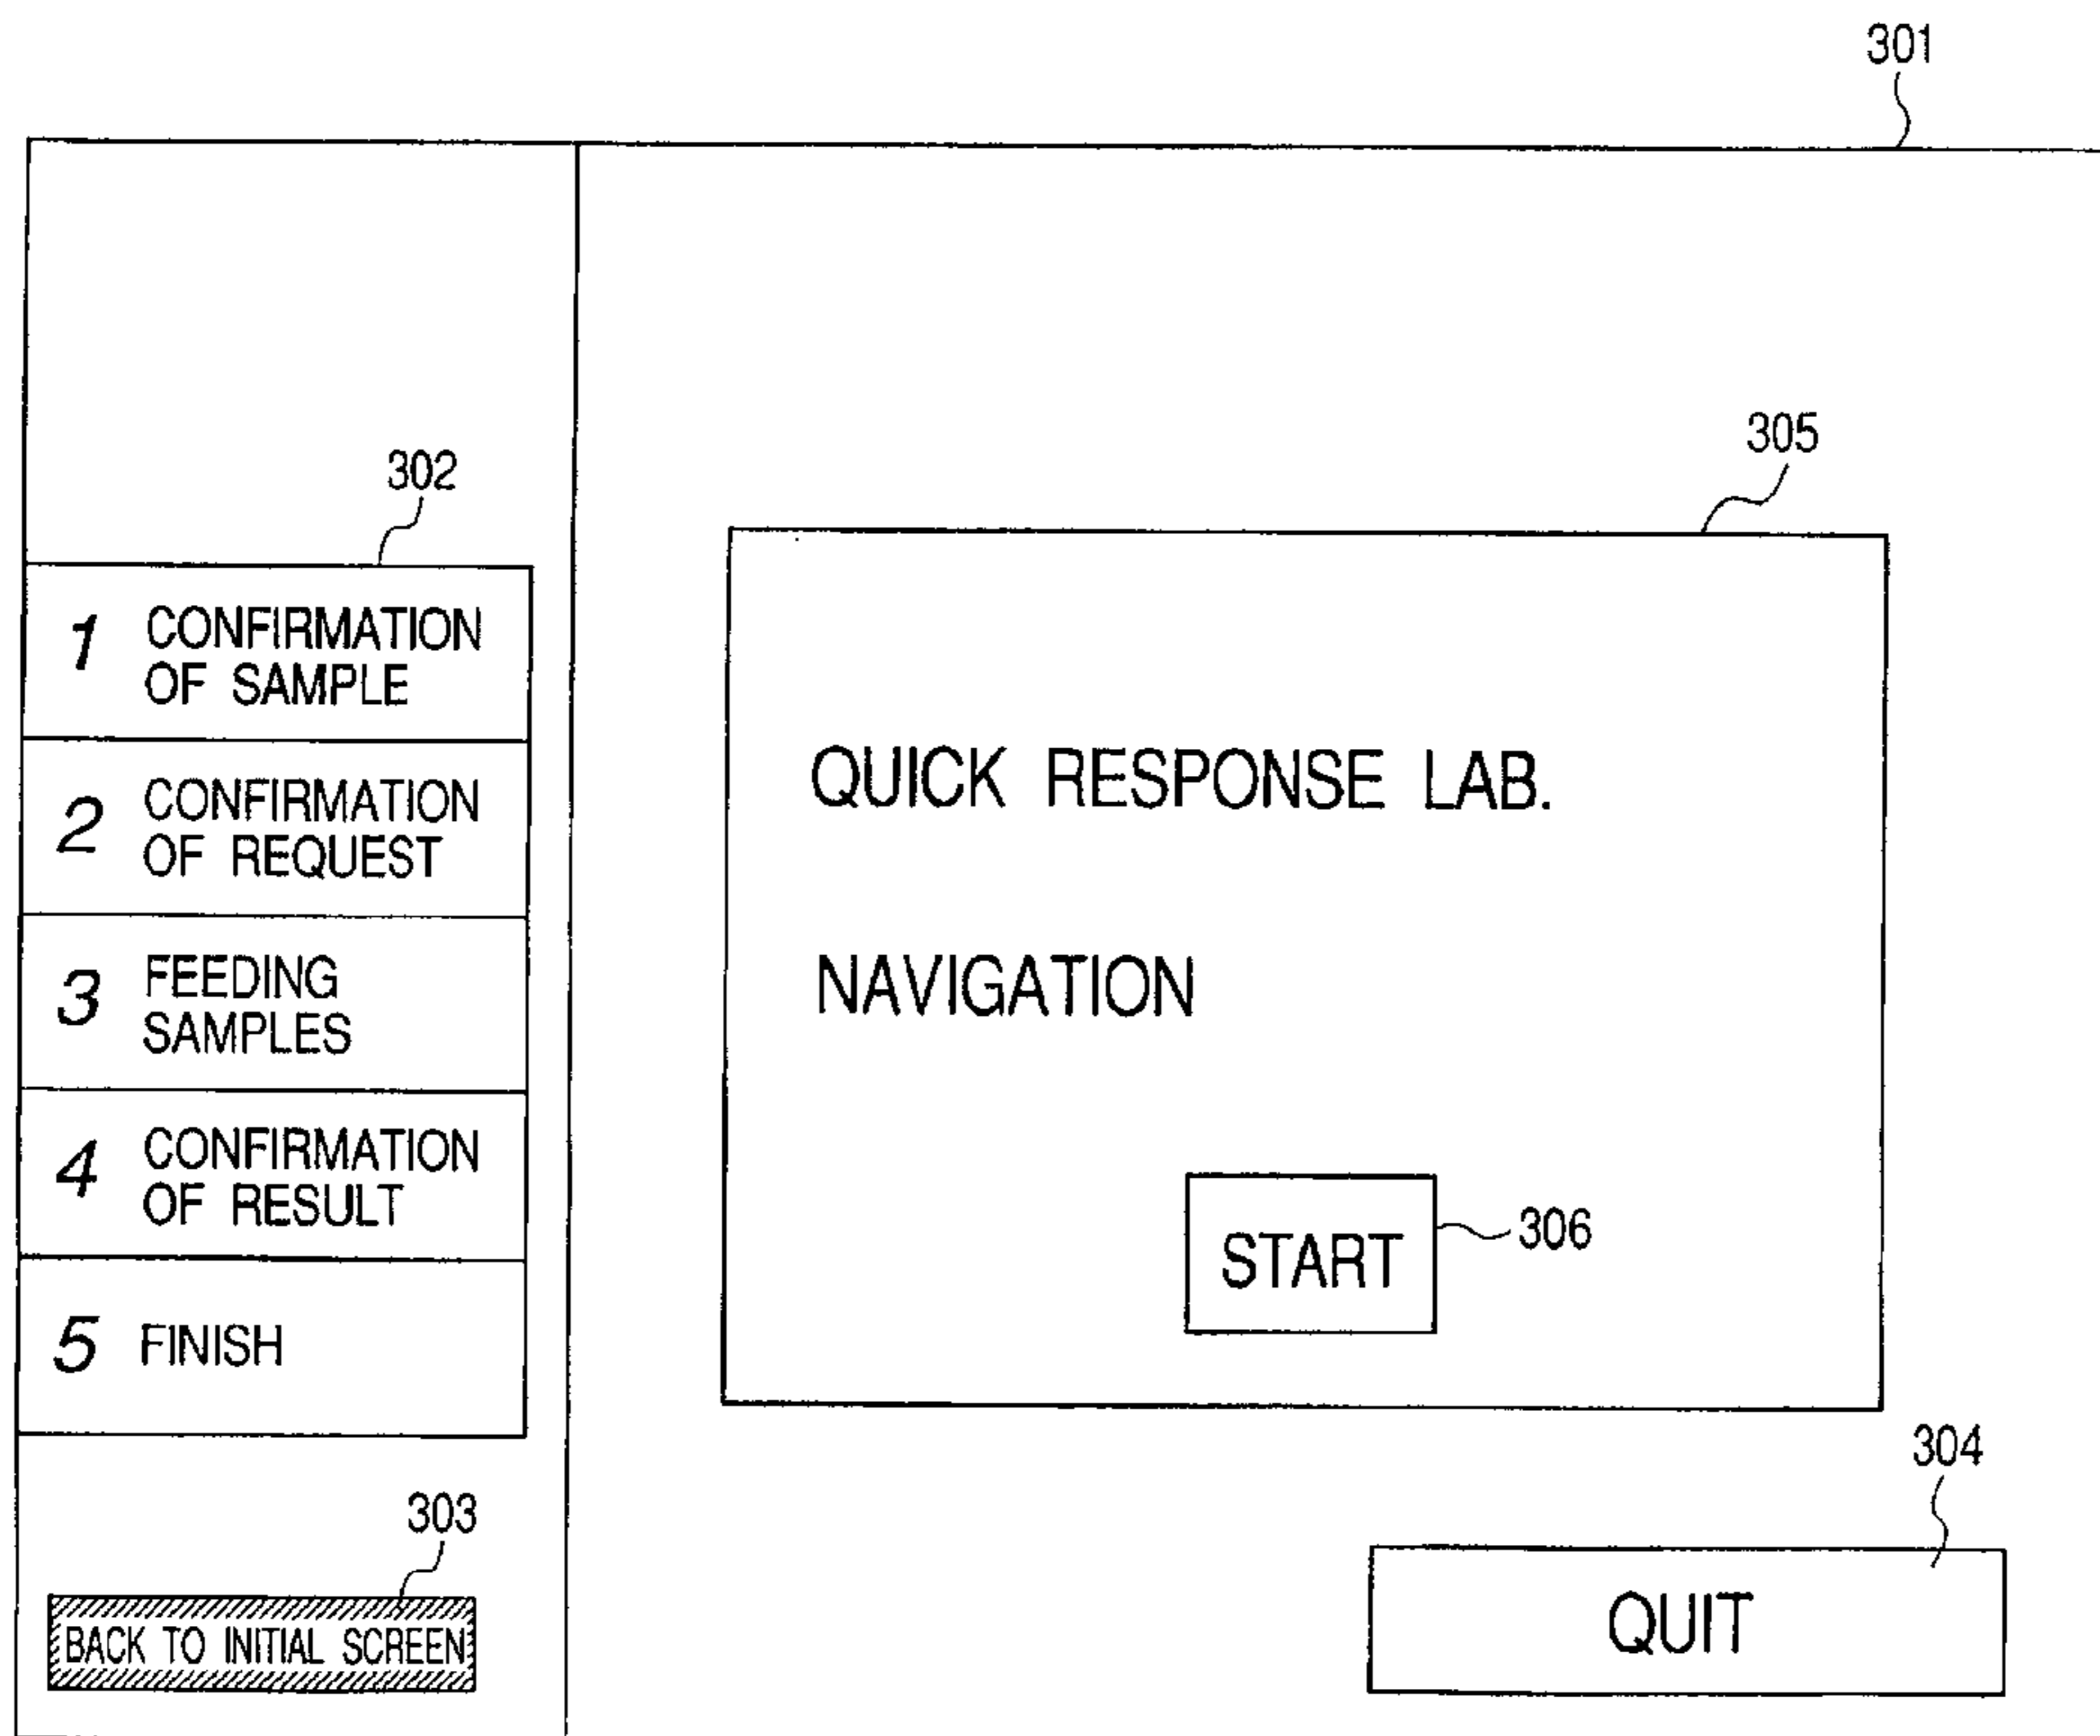 301
302
1 CONFIRMATION
OF SAMPLE
2 CONFIRMATION
OF REQUEST
3 FEEDING
SAMPLES
4 CONFIRMATION
OF RESULT
5 FINISH
303
BACK TO INITIAL SCREEN
305
QUICK RESPONSE LAB.
NAVIGATION
START
306
304
QUIT